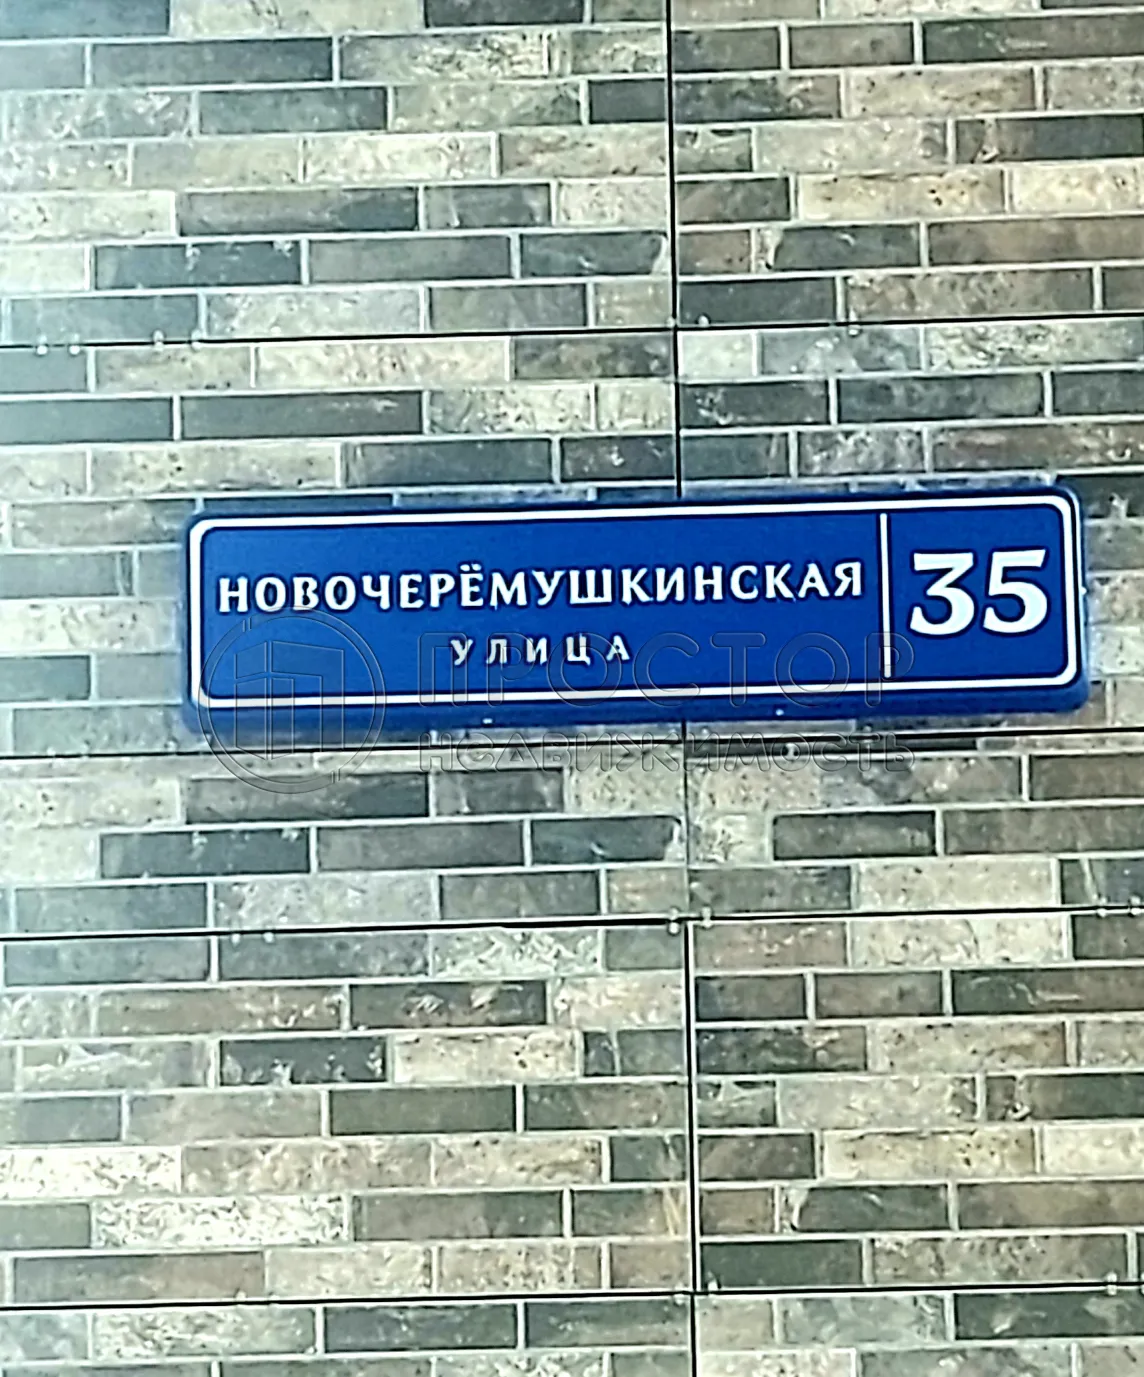 НОВОЧЕРЁМУШКИНСКАЯ
УЛИЦА
35
ПРОСТОР
НЕДВИЖИМОСТЬ